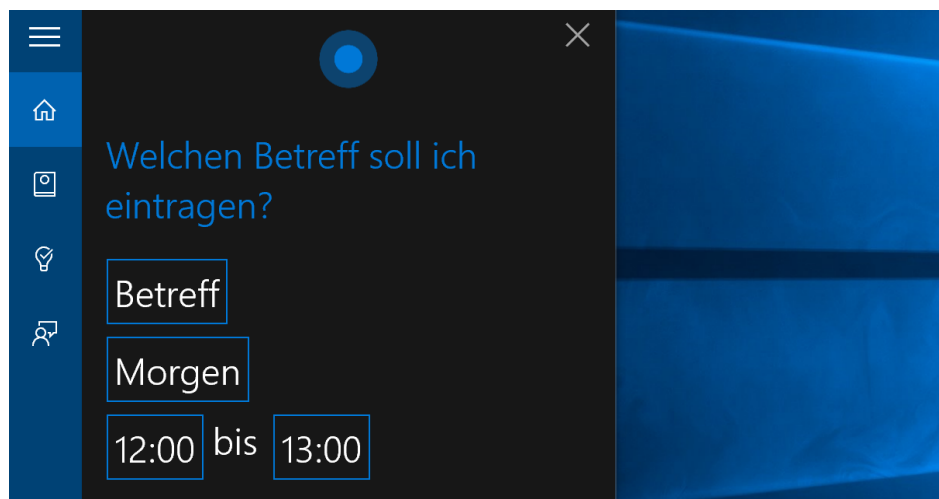 Welchen Betreff soll ich
eintragen?
Betreff
Morgen
12:00 bis 13:00